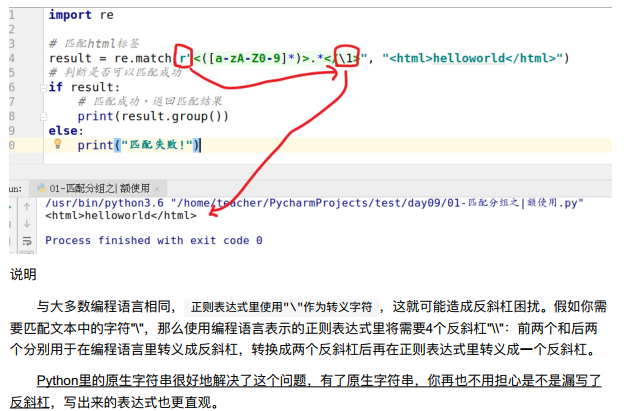 1 import re
2
3 # 匹配html标签
4 result = re.match(r"<([a-zA-Z0-9]*)>.*</\1>", "<html>helloworld</html>")
5 # 判断是否可以匹配成功
6 if result:
7 # 匹配成功，返回匹配结果
8 print(result.group())
9 else:
0 print("匹配失败!")
un: 01-匹配分组之|额使用
/usr/bin/python3.6 "/home/teacher/PycharmProjects/test/day09/01-匹配分组之|额使用.py"
<html>helloworld</html>
Process finished with exit code 0
说明
与大多数编程语言相同，正则表达式里使用"\"作为转义字符，这就可能造成反斜杠困扰。假如你需
要匹配文本中的字符"\"，那么使用编程语言表示的正则表达式里将需要4个反斜杠"\\"：前两个和后两
个分别用于在编程语言里转义成反斜杠，转换成两个反斜杠后再在正则表达式里转义成一个反斜杠。
Python里的原生字符串很好地解决了这个问题，有了原生字符串，你再也不用担心是不是漏写了
反斜杠，写出来的表达式也更直观。